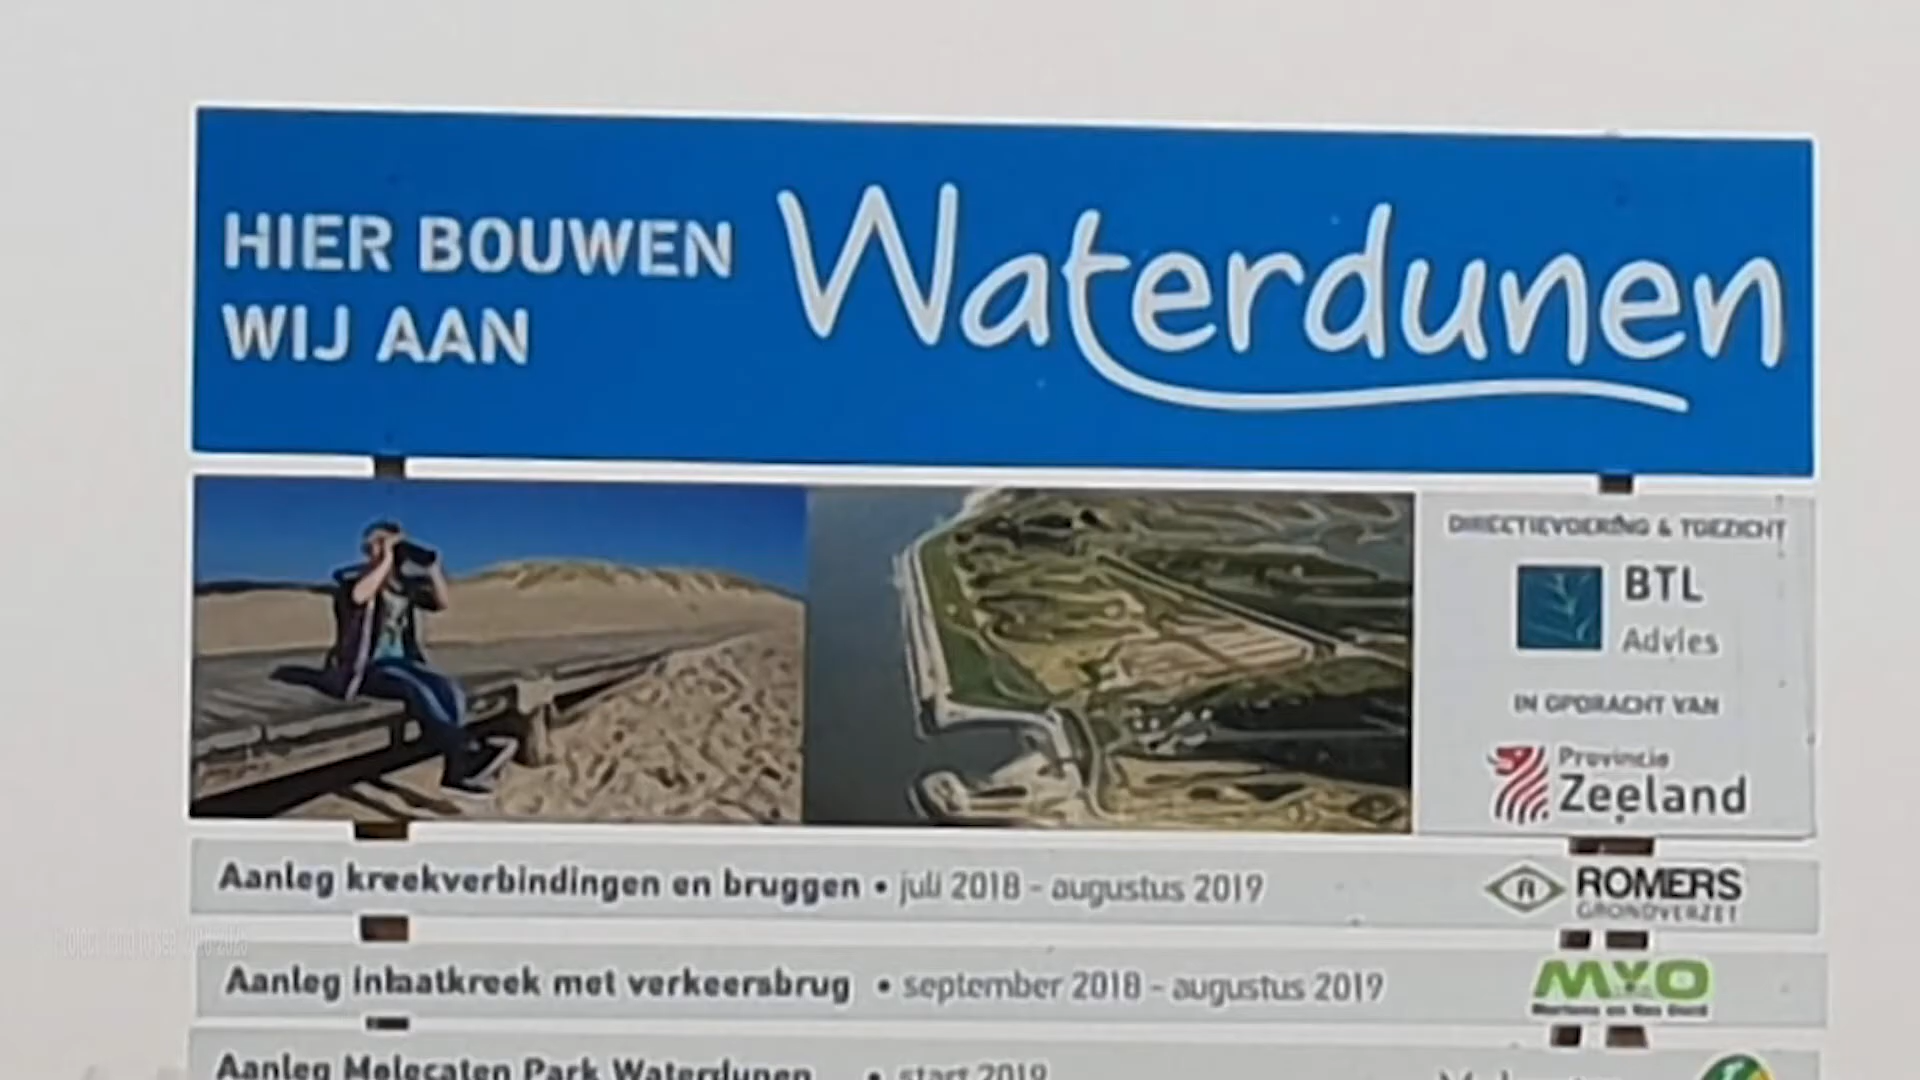 HIER BOUWEN
WIJ AAN
Waterdunen
DIRECTIEVOERING & TOEZICHT
BTL
Advies
IN OPDRACHT VAN
Provincie
Zeeland
Aanleg kreekverbindingen en bruggen • juli 2018 - augustus 2019
ROMERS
GRONDVERZET
Aanleg inlaatkreek met verkeersbrug • september 2018 - augustus 2019
MVO
Aanleg Molecaten Park Waterdunen • start 2019